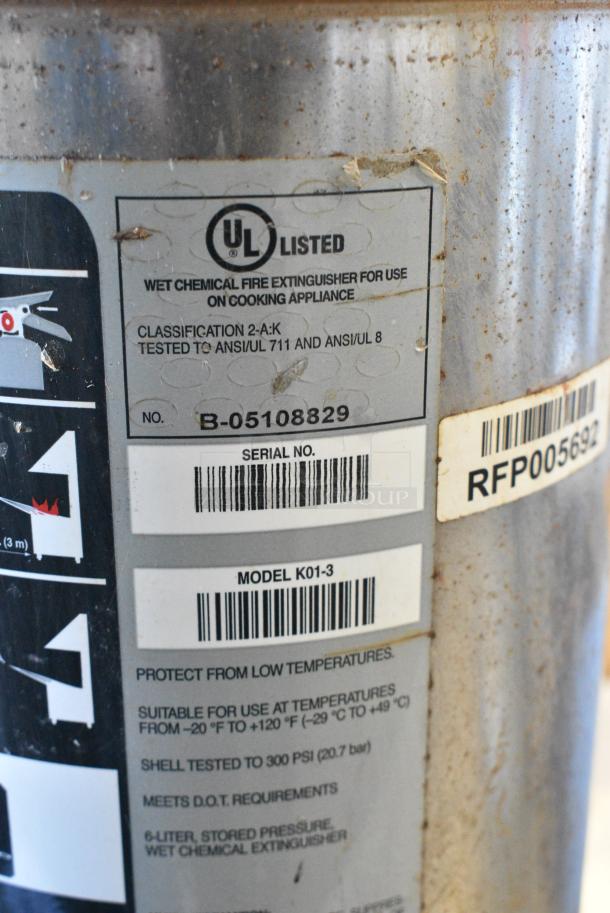 UL® LISTED
WET CHEMICAL FIRE EXTINGUISHER FOR USE
ON COOKING APPLIANCE
CLASSIFICATION 2-A:K
TESTED TO ANSI/UL 711 AND ANSI/UL 8
NO. B-05108829
SERIAL NO.
RFP005692
(3 m)
MODEL K01-3
PROTECT FROM LOW TEMPERATURES.
SUITABLE FOR USE AT TEMPERATURES
FROM –20 °F TO +120 °F (–29 °C TO +49 °C)
SHELL TESTED TO 300 PSI (20.7 bar)
MEETS D.O.T. REQUIREMENTS
6-LITER, STORED PRESSURE,
WET CHEMICAL EXTINGUISHER